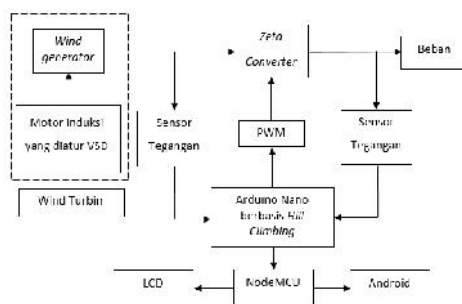 Wind
generator
Zeta
Converter
Beban
Motor Induksi
yang diatur VSD
Sensor
Tegangan
PWM
Sensor
Tegangan
Wind Turbin
Arduino Nano
berbasis Hill
Climbing
LCD
NodeMCU
Android